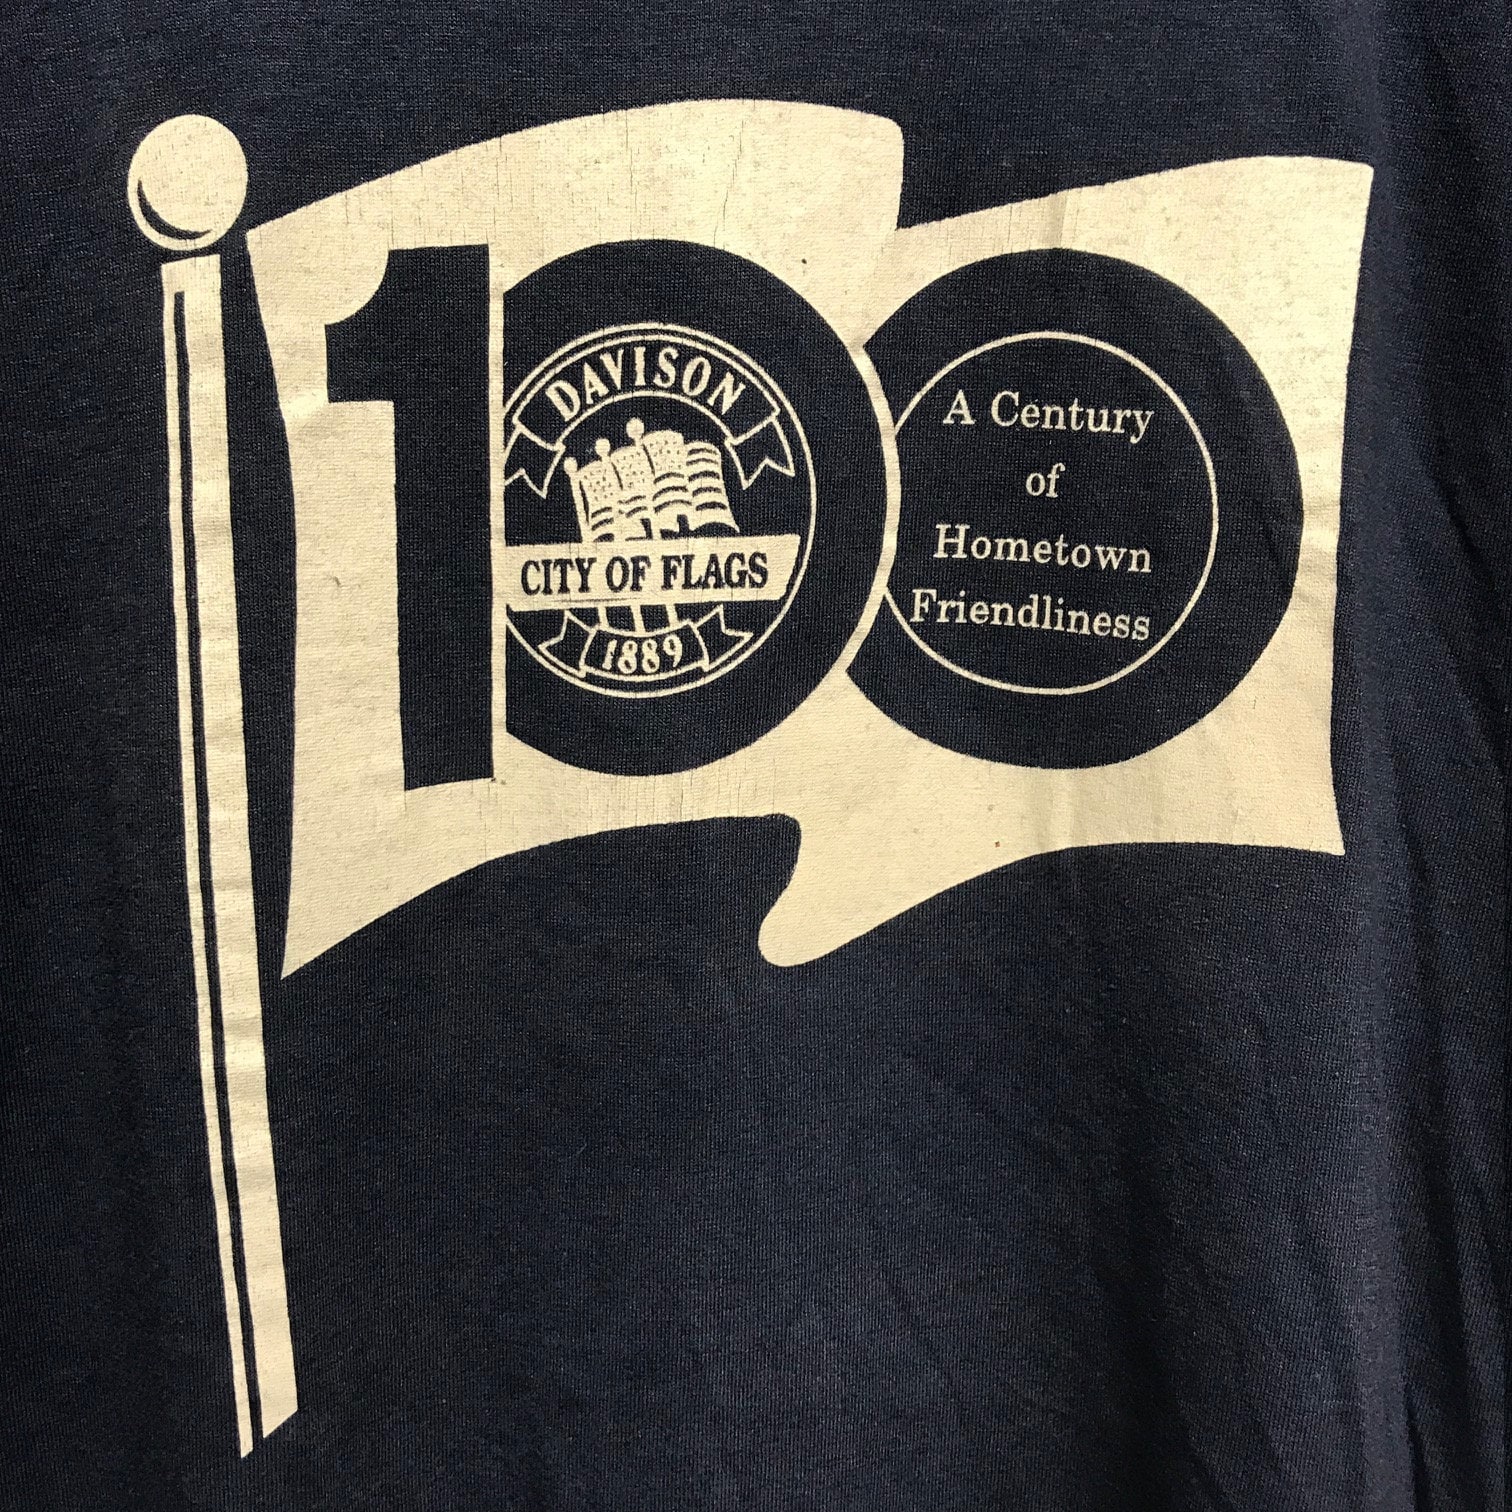 100
DAVISON
CITY OF FLAGS
1889
A Century
of
Hometown
Friendliness